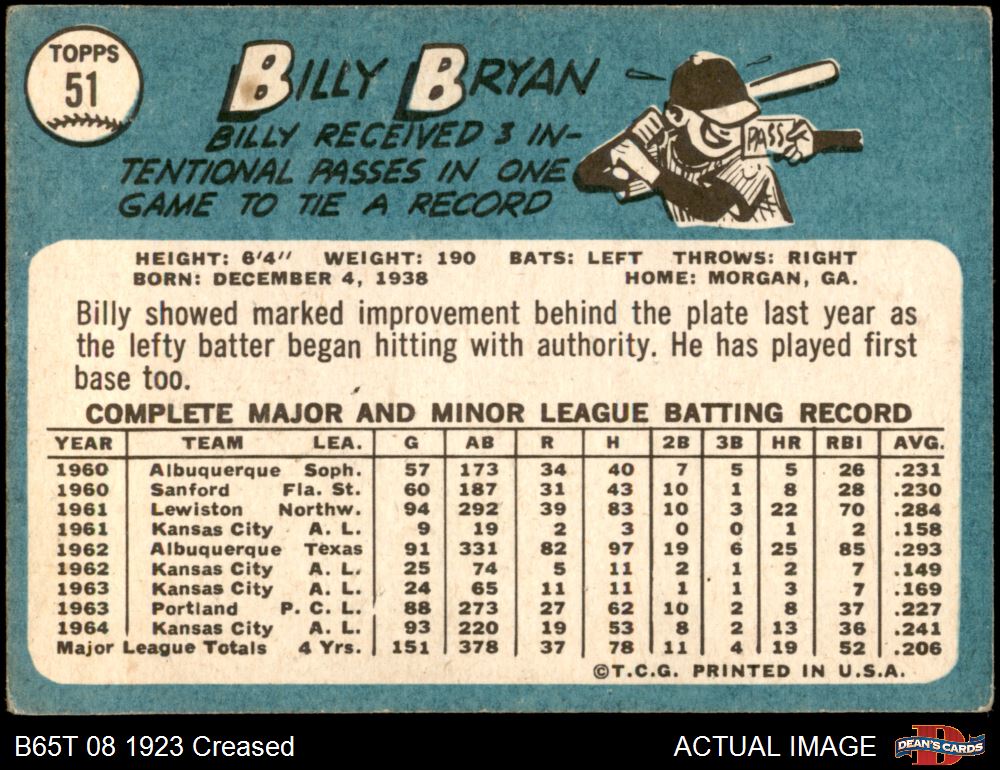 TOPPS
51
BILLY BRYAN
BILLY RECEIVED 3 IN-
TENTIONAL PASSES IN ONE
GAME TO TIE A RECORD
PASS
HEIGHT: 6'4" WEIGHT: 190 BATS: LEFT THROWS: RIGHT
BORN: DECEMBER 4, 1938 HOME: MORGAN, GA.
Billy showed marked improvement behind the plate last year as
the lefty batter began hitting with authority. He has played first
base too.
COMPLETE MAJOR AND MINOR LEAGUE BATTING RECORD
YEAR TEAM LEA. G AB R H 2B 3B HR RBI AVG.
1960 Albuquerque Soph. 57 173 34 40 7 5 5 26 .231
1960 Sanford Fla. St. 60 187 31 43 10 1 8 28 .230
1961 Lewiston Northw. 94 292 39 83 10 3 22 70 .284
1961 Kansas City A. L. 9 19 2 3 0 0 1 2 .158
1962 Albuquerque Texas 91 331 82 97 19 6 25 85 .293
1962 Kansas City A. L. 25 74 5 11 2 1 2 7 .149
1963 Kansas City A. L. 24 65 11 11 1 1 3 7 .169
1963 Portland P. C. L. 88 273 27 62 10 2 8 37 .227
1964 Kansas City A. L. 93 220 19 53 8 2 13 36 .241
Major League Totals 4 Yrs. 151 378 37 78 11 4 19 52 .206
©T.C.G. PRINTED IN U.S.A.
B65T 08 1923 Creased ACTUAL IMAGE DEAN'S CARDS